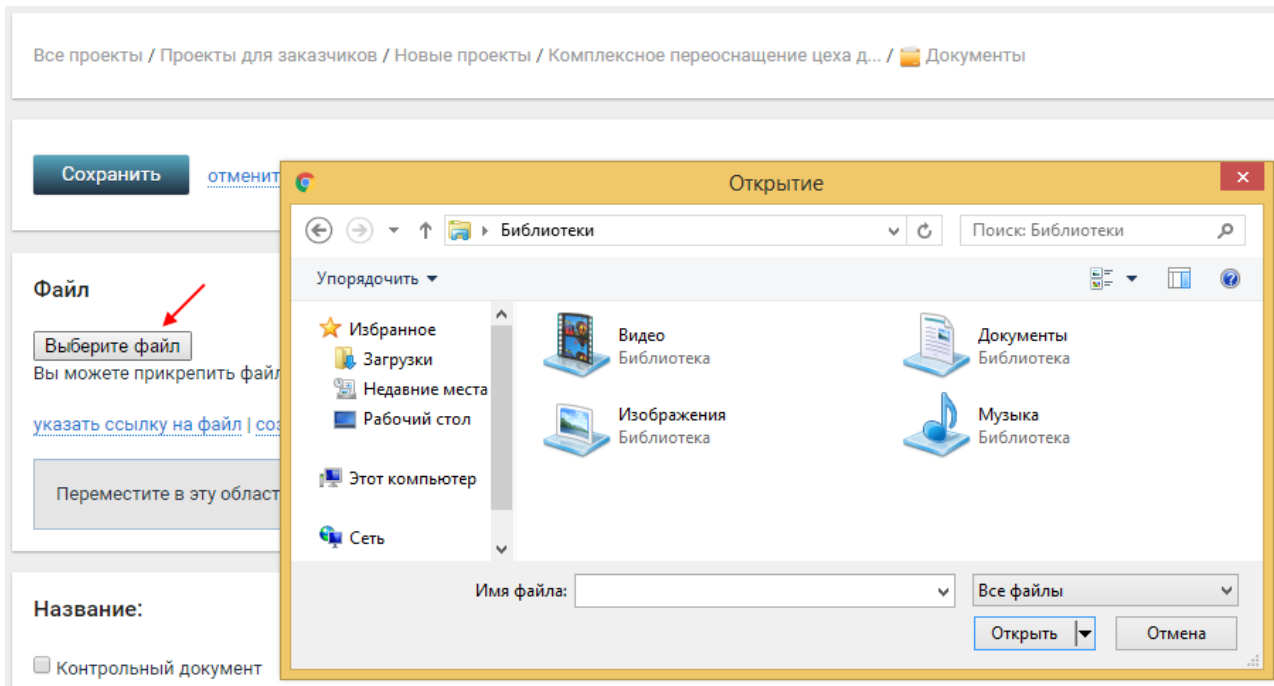 Все проекты / Проекты для заказчиков / Новые проекты / Комплексное переоснащение цеха д... / Документы
Сохранить
отменит
Открытие
Библиотеки
Поиск: Библиотеки
Упорядочить
Файл
Выберите файл
Вы можете прикрепить файл
указать ссылку на файл | соз
Переместите в эту област
Избранное
Загрузки
Недавние места
Рабочий стол
Этот компьютер
Сеть
Видео
Библиотека
Документы
Библиотека
Изображения
Библиотека
Музыка
Библиотека
Имя файла:
Все файлы
Открыть
Отмена
Название:
Контрольный документ